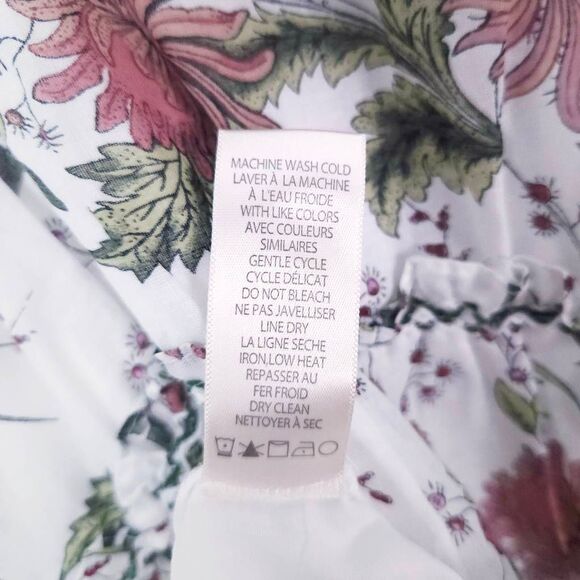 MACHINE WASH COLD
LAVER À LA MACHINE
À L'EAU FROIDE
WITH LIKE COLORS
AVEC COULEURS
SIMILAIRES
GENTLE CYCLE
CYCLE DÉLICAT
DO NOT BLEACH
NE PAS JAVELLISER
LINE DRY
LA LIGNE SECHE
IRON,LOW HEAT
REPASSER AU
FER FROID
DRY CLEAN
NETTOYER À SEC